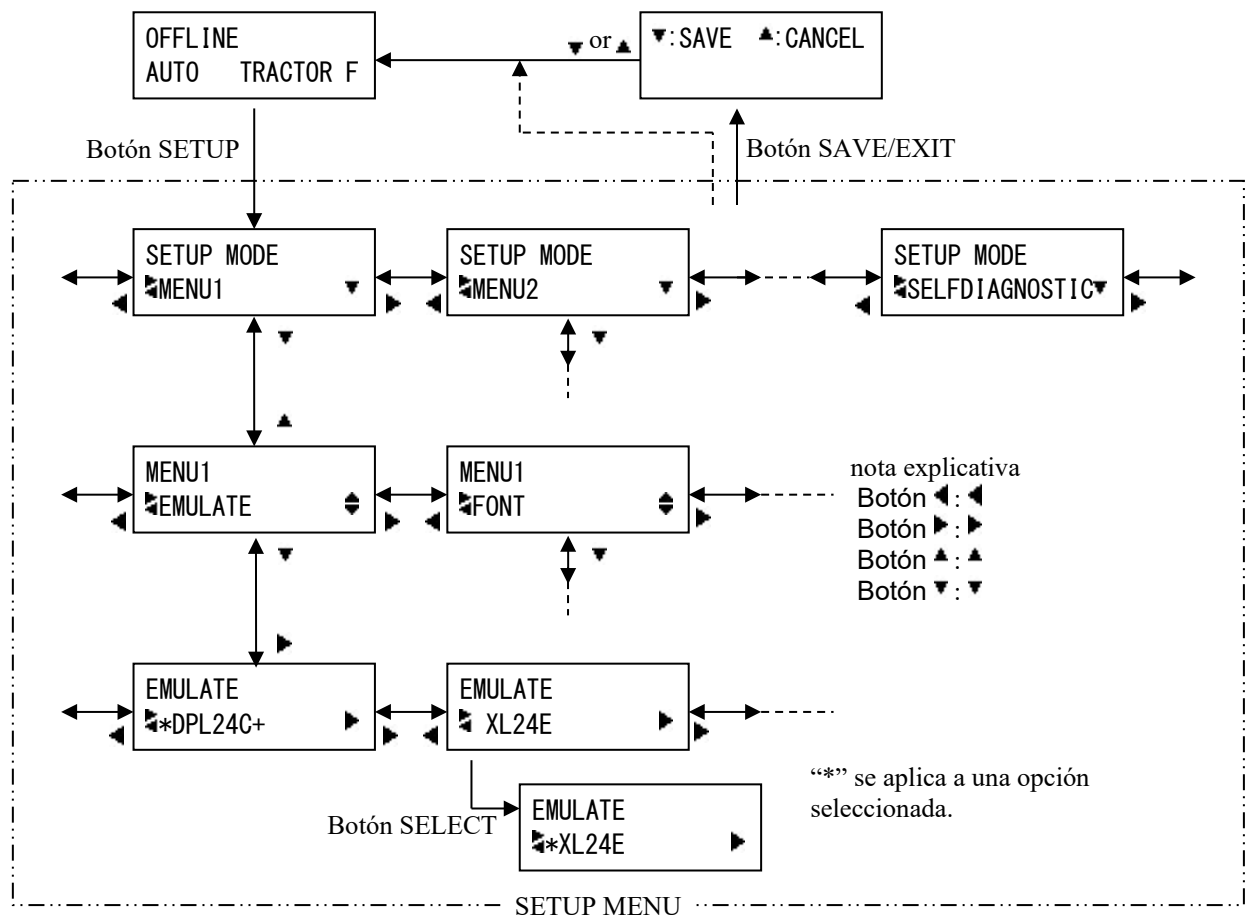 OFFLINE
AUTO TRACTOR F
▼ or ▲
▼:SAVE ▲:CANCEL
Botón SETUP
Botón SAVE/EXIT
SETUP MODE
MENU1 ▼
SETUP MODE
MENU2 ▼
SETUP MODE
SELFDIAGNOSTIC▼
MENU1
EMULATE
MENU1
FONT
nota explicativa
Botón ◀: ◀
Botón ▶: ▶
Botón ▲: ▲
Botón ▼: ▼
EMULATE
*DPL24C+ ▶
EMULATE
XL24E ▶
“*” se aplica a una opción
seleccionada.
Botón SELECT
EMULATE
*XL24E ▶
SETUP MENU